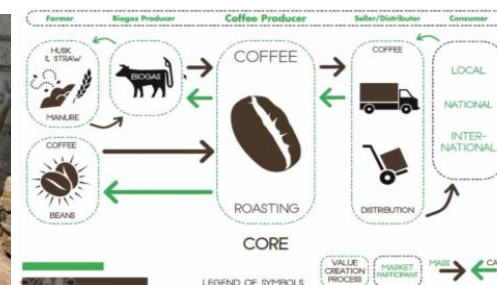 Farmer
Biogas Producer
Coffee Producer
Seller/Distributor
Consumer
HUSK
& STRAW
MANURE
BIOGAS
COFFEE
ROASTING
COFFEE
DISTRIBUTION
LOCAL
NATIONAL
INTER-
NATIONAL
COFFEE
BEANS
CORE
LEGEND OF SYMBOLS
VALUE
CREATION
PROCESS
MARKET
PARTICIPANT
MASS
CA